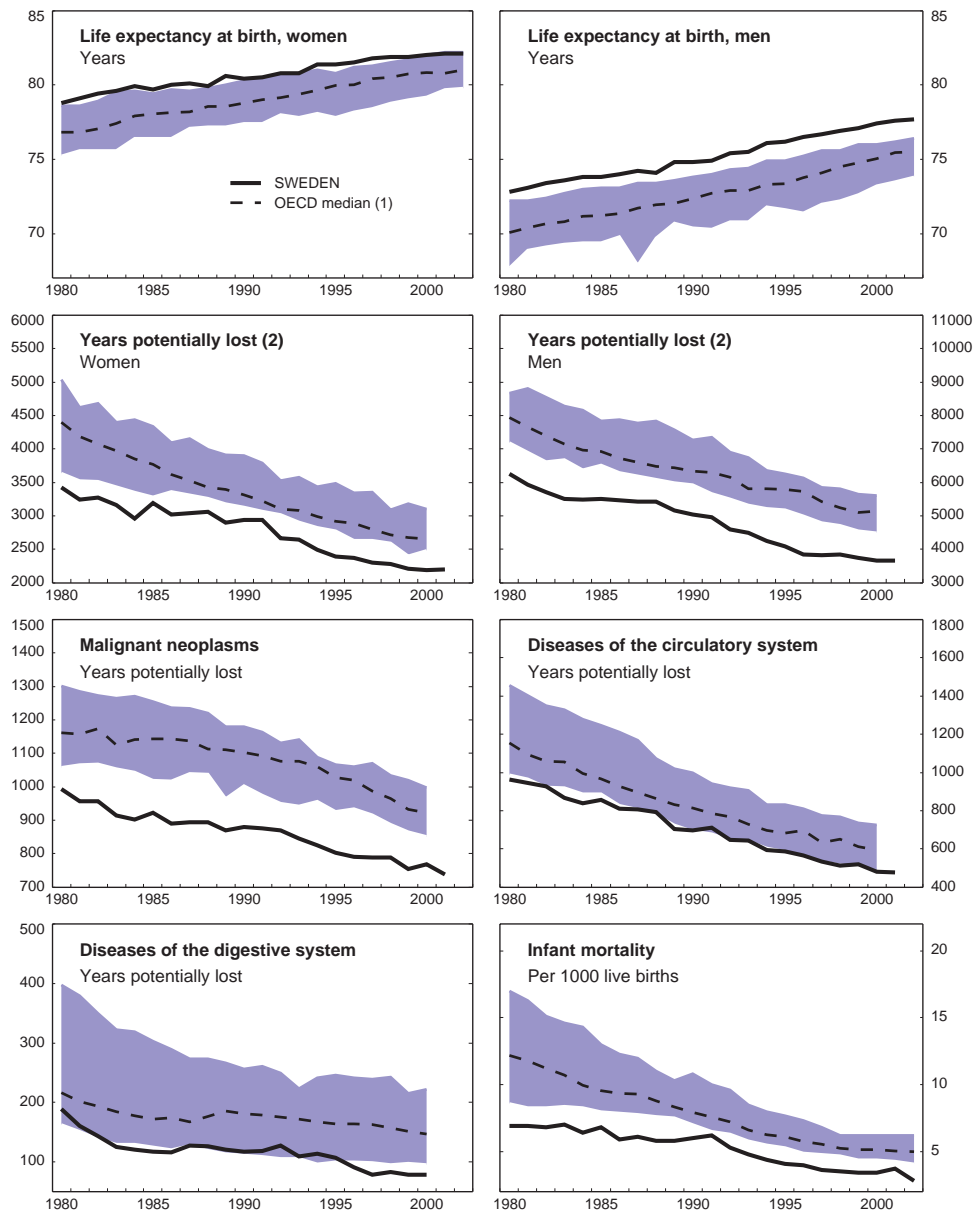 Life expectancy at birth, women
Years
85
80
75
70
SWEDEN
OECD median (1)
1980 1985 1990 1995 2000
Life expectancy at birth, men
Years
85
80
75
70
1980 1985 1990 1995 2000
Years potentially lost (2)
Women
6000
5500
5000
4500
4000
3500
3000
2500
2000
1980 1985 1990 1995 2000
Years potentially lost (2)
Men
11000
10000
9000
8000
7000
6000
5000
4000
3000
1980 1985 1990 1995 2000
Malignant neoplasms
Years potentially lost
1500
1400
1300
1200
1100
1000
900
800
700
1980 1985 1990 1995 2000
Diseases of the circulatory system
Years potentially lost
1800
1600
1400
1200
1000
800
600
400
1980 1985 1990 1995 2000
Diseases of the digestive system
Years potentially lost
500
400
300
200
100
1980 1985 1990 1995 2000
Infant mortality
Per 1000 live births
20
15
10
5
1980 1985 1990 1995 2000